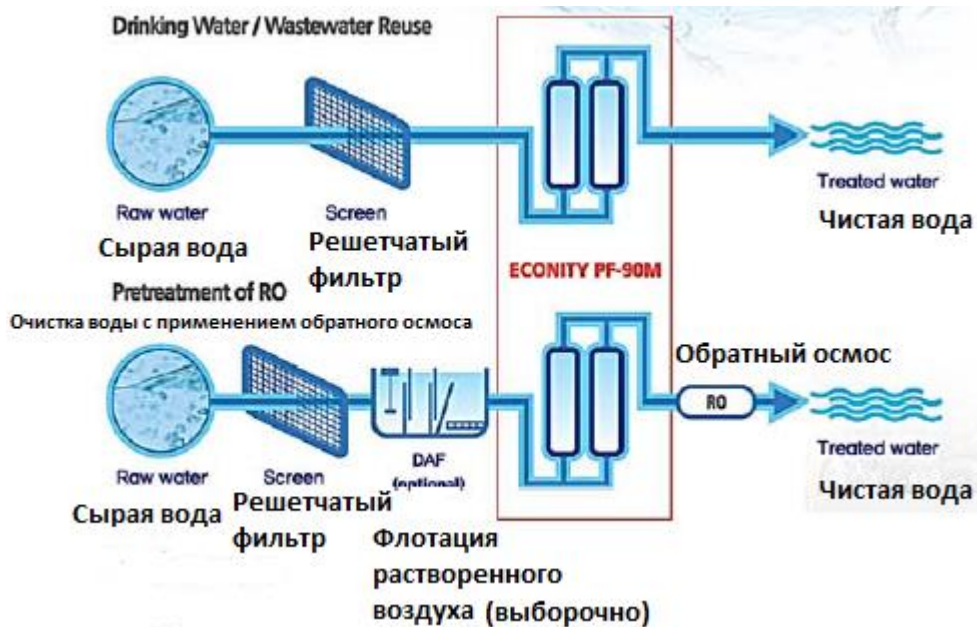 Drinking Water / Wastewater Reuse
Raw water
Screen
Treated water
Сырая вода
Решетчатый
фильтр
Чистая вода
ECONITY PF-90M
Pretreatment of RO
Очистка воды с применением обратного осмоса
Обратный осмос
RO
Raw water
Screen
DAF
(optional)
Treated water
Сырая вода
Решетчатый
фильтр
Флотация
растворенного
воздуха (выборочно)
Чистая вода